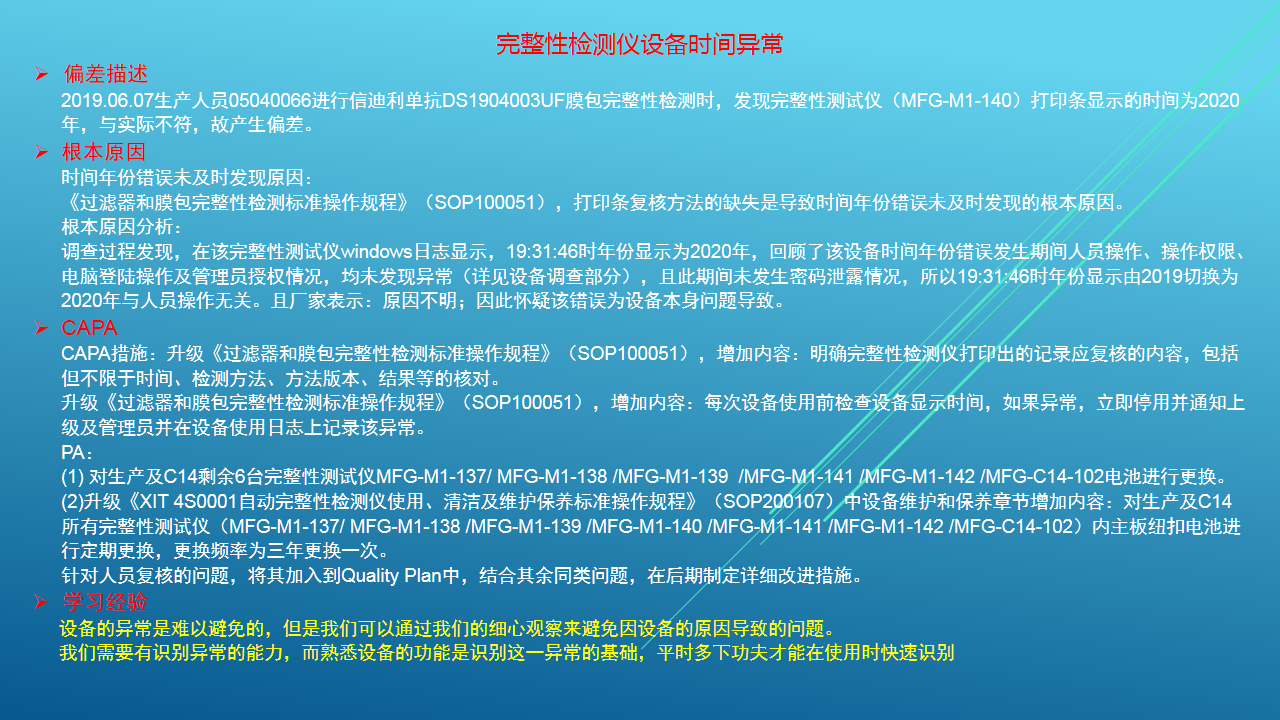 完整性检测仪设备时间异常
偏差描述
2019.06.07生产人员05040066进行信迪利单抗DS1904003UF膜包完整性检测时，发现完整性测试仪（MFG-M1-140）打印条显示的时间为2020
年，与实际不符，故产生偏差。
根本原因
时间年份错误未及时发现原因：
《过滤器和膜包完整性检测标准操作规程》（SOP100051），打印条复核方法的缺失是导致时间年份错误未及时发现的根本原因。
根本原因分析：
调查过程发现，在该完整性测试仪windows日志显示，19:31:46时年份显示为2020年，回顾了该设备时间年份错误发生期间人员操作、操作权限、
电脑登陆操作及管理员授权情况，均未发现异常（详见设备调查部分），且此期间未发生密码泄露情况，所以19:31:46时年份显示由2019切换为
2020年与人员操作无关。且厂家表示：原因不明；因此怀疑该错误为设备本身问题导致。
CAPA
CAPA措施：升级《过滤器和膜包完整性检测标准操作规程》（SOP100051），增加内容：明确完整性检测仪打印出的记录应复核的内容，包括
但不限于时间、检测方法、方法版本、结果等的核对。
升级《过滤器和膜包完整性检测标准操作规程》（SOP100051），增加内容：每次设备使用前检查设备显示时间，如果异常，立即停用并通知上
级及管理员并在设备使用日志上记录该异常。
PA：
(1) 对生产及C14剩余6台完整性测试仪MFG-M1-137/ MFG-M1-138 /MFG-M1-139  /MFG-M1-141 /MFG-M1-142 /MFG-C14-102电池进行更换。
(2)升级《XIT 4S0001自动完整性检测仪使用、清洁及维护保养标准操作规程》（SOP200107）中设备维护和保养章节增加内容：对生产及C14
所有完整性测试仪（MFG-M1-137/ MFG-M1-138 /MFG-M1-139 /MFG-M1-140 /MFG-M1-141 /MFG-M1-142 /MFG-C14-102）内主板纽扣电池进
行定期更换，更换频率为三年更换一次。
针对人员复核的问题，将其加入到Quality Plan中，结合其余同类问题，在后期制定详细改进措施。
学习经验
设备的异常是难以避免的，但是我们可以通过我们的细心观察来避免因设备的原因导致的问题。
我们需要有识别异常的能力，而熟悉设备的功能是识别这一异常的基础，平时多下功夫才能在使用时快速识别